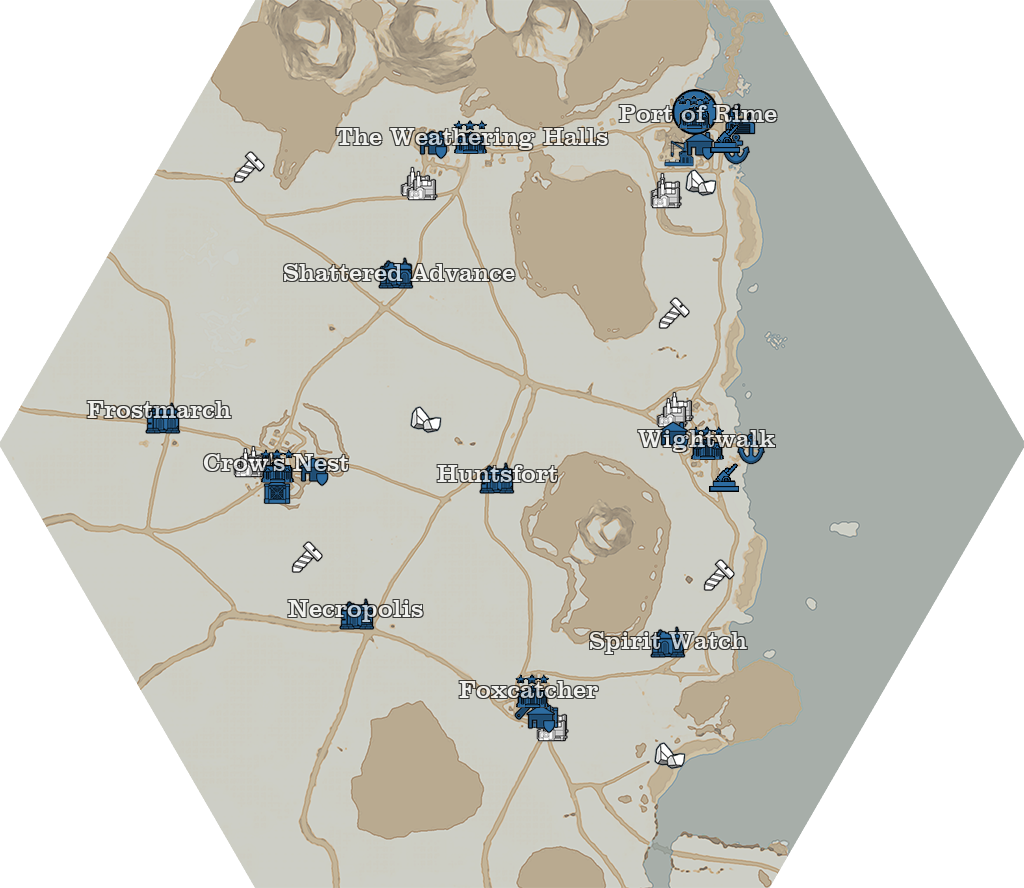 Port of Rime
The Weathering Halls
Shattered Advance
Frostmarch
Wightwalk
Crow's Nest
Huntsfort
Necropolis
Spirit Watch
Foxcatcher